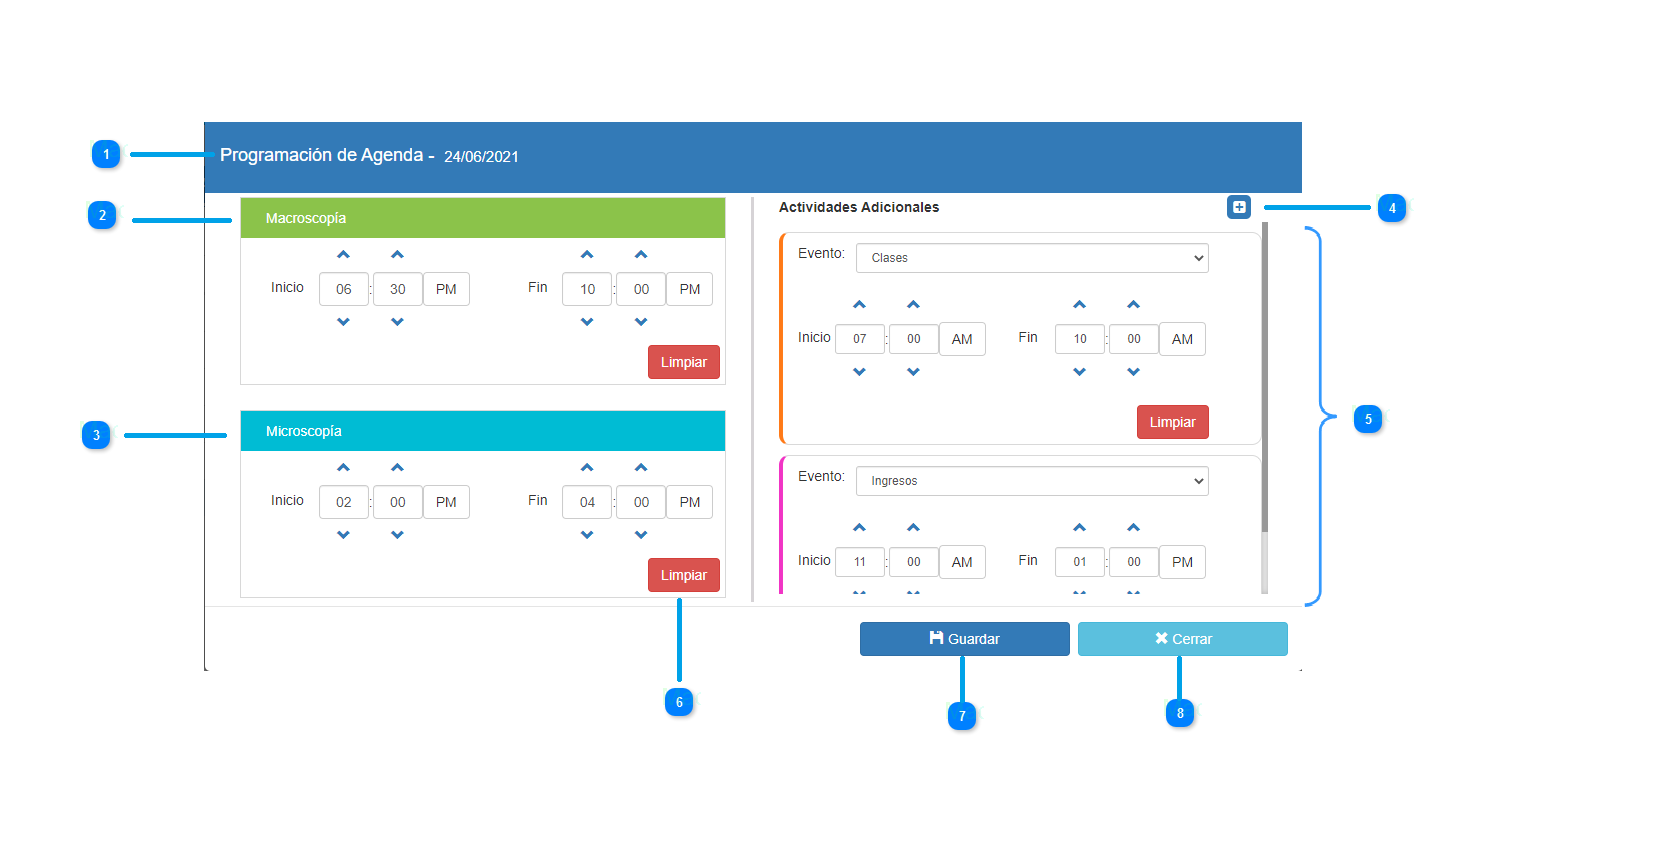 1
Programación de Agenda - 24/06/2021
2
Macroscopía
Inicio 06 : 30 PM Fin 10 : 00 PM
Limpiar
3
Microscopía
Inicio 02 : 00 PM Fin 04 : 00 PM
Limpiar
Actividades Adicionales
4
Evento: Clases
Inicio 07 : 00 AM Fin 10 : 00 AM
Limpiar
5
Evento: Ingresos
Inicio 11 : 00 AM Fin 01 : 00 PM
Guardar Cerrar
6
7
8